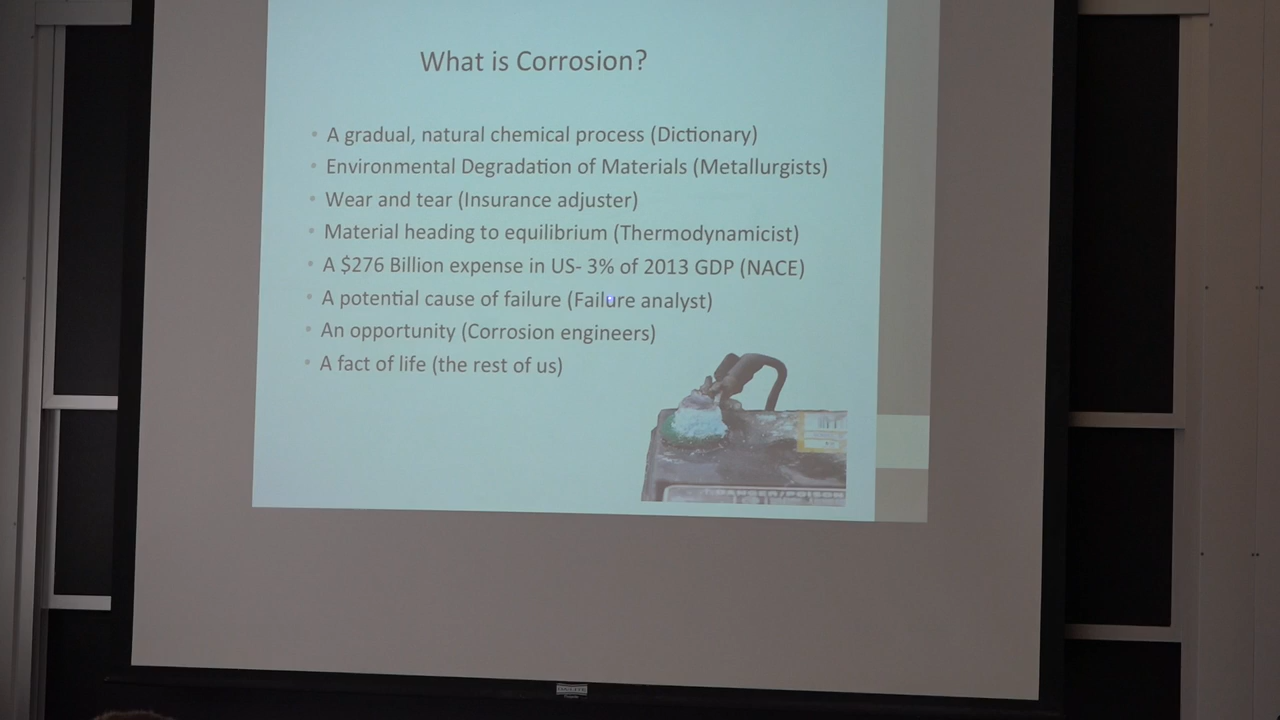 What is Corrosion?
• A gradual, natural chemical process (Dictionary)
• Environmental Degradation of Materials (Metallurgists)
• Wear and tear (Insurance adjuster)
• Material heading to equilibrium (Thermodynamicist)
• A $276 Billion expense in US- 3% of 2013 GDP (NACE)
• A potential cause of failure (Failure analyst)
• An opportunity (Corrosion engineers)
• A fact of life (the rest of us)
DANGER/POISON